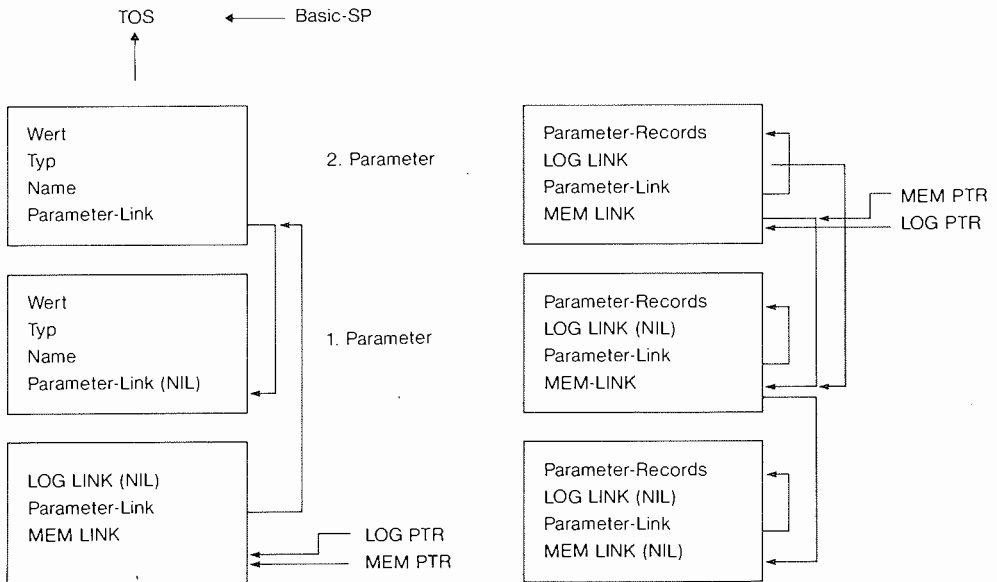 TOS
Basic-SP
Wert
Typ
Name
Parameter-Link
2. Parameter
Wert
Typ
Name
Parameter-Link (NIL)
1. Parameter
LOG LINK (NIL)
Parameter-Link
MEM LINK
LOG PTR
MEM PTR
Parameter-Records
LOG LINK
Parameter-Link
MEM LINK
MEM PTR
LOG PTR
Parameter-Records
LOG LINK (NIL)
Parameter-Link
MEM-LINK
Parameter-Records
LOG LINK (NIL)
Parameter-Link
MEM LINK (NIL)